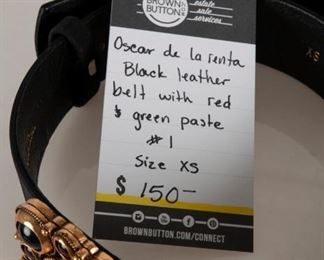 BROWN
BUTTON
estate
sale
services
Oscar de la renta
Black leather
belt with red
& green paste
#1
Size XS
$ 150-
BROWNBUTTON.COM/CONNECT
XS